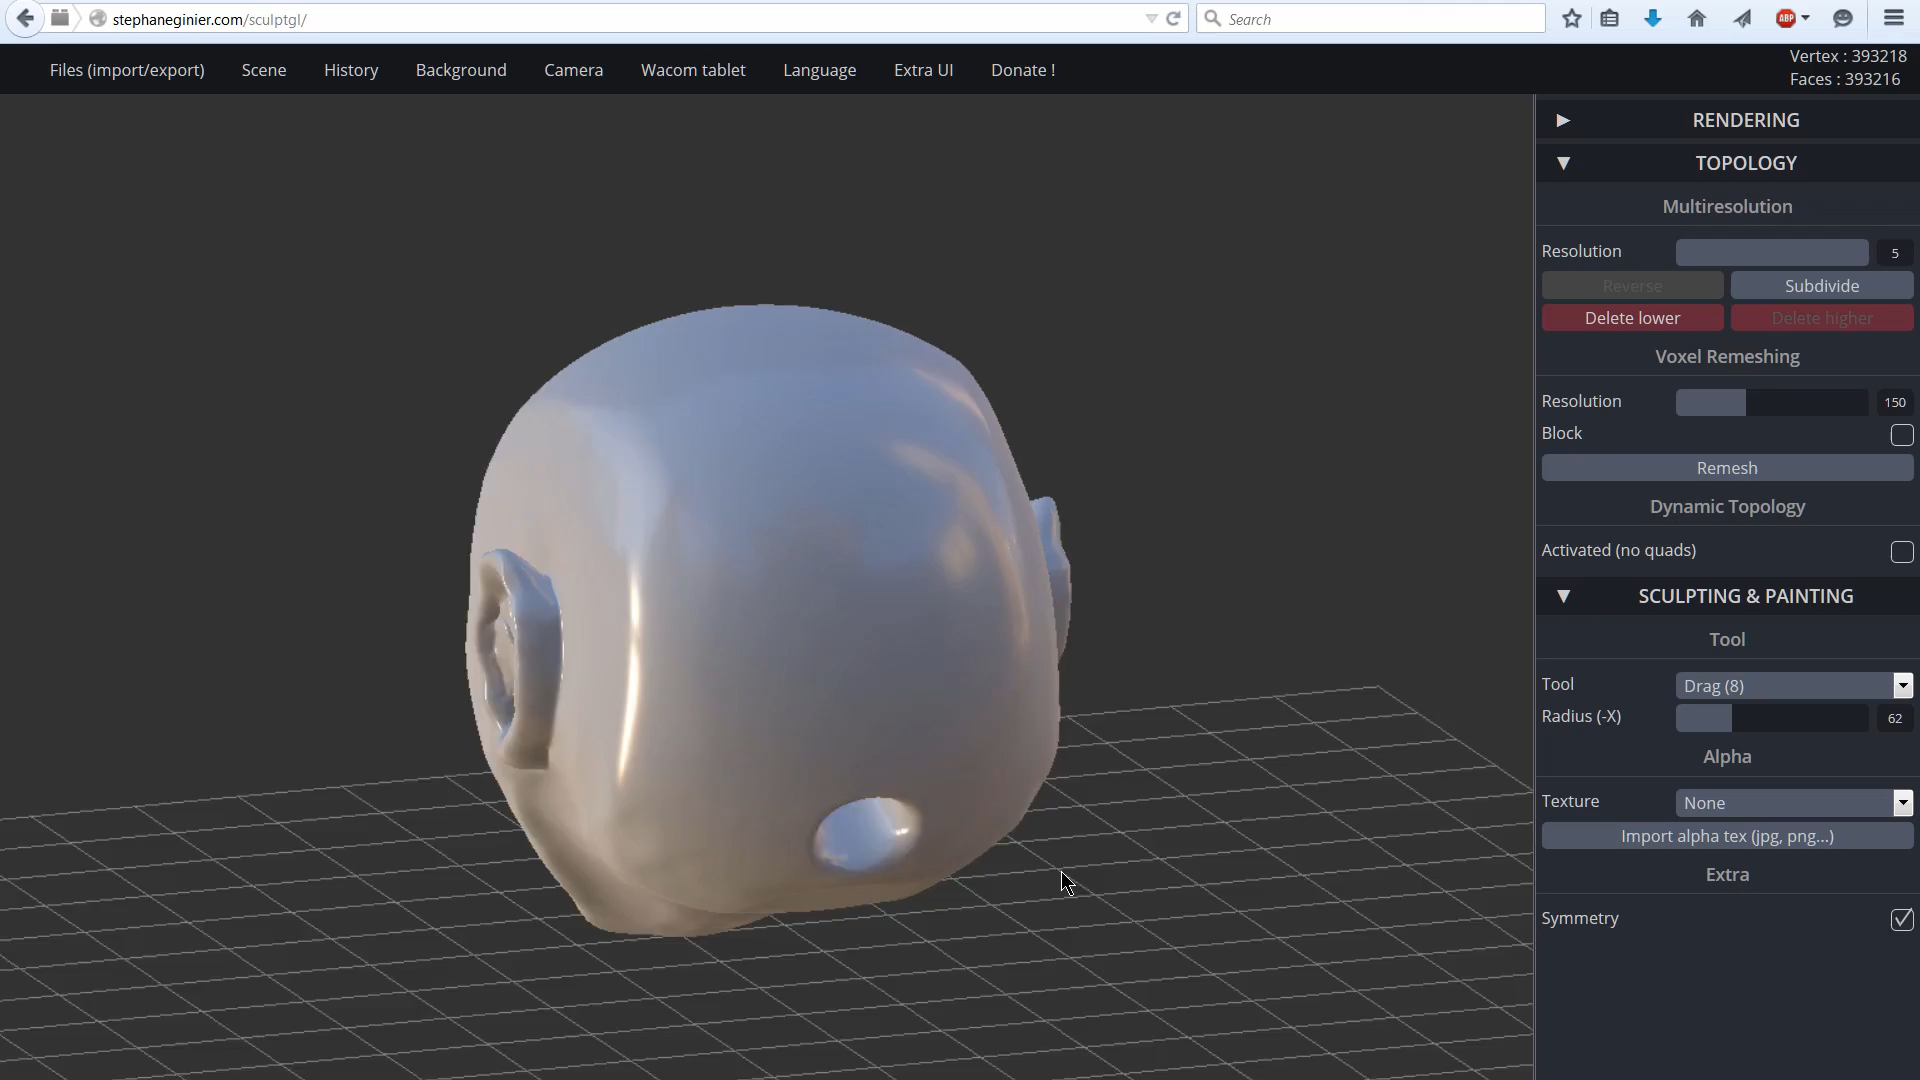 stephaneginier.com/sculptgl/
Search
ABP
Files (import/export)
Scene
History
Background
Camera
Wacom tablet
Language
Extra UI
Donate !
Vertex : 393218
Faces : 393216
RENDERING
TOPOLOGY
Multiresolution
Resolution 5
Reverse Subdivide
Delete lower Delete higher
Voxel Remeshing
Resolution 150
Block
Remesh
Dynamic Topology
Activated (no quads)
SCULPTING & PAINTING
Tool
Tool Drag (8)
Radius (-X) 62
Alpha
Texture None
Import alpha tex (jpg, png...)
Extra
Symmetry